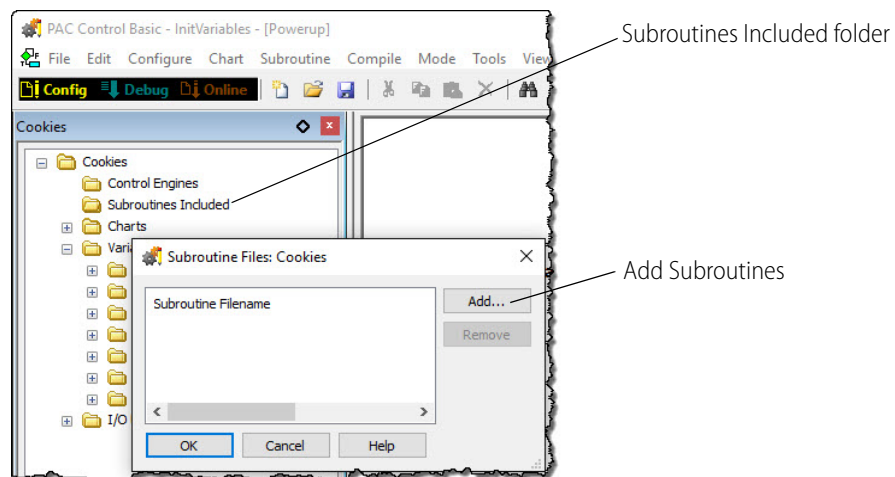 PAC Control Basic - InitVariables - [Powerup]
Subroutines Included folder
File Edit Configure Chart Subroutine Compile Mode Tools View
Config Debug Online
Cookies
Cookies
Control Engines
Subroutines Included
Charts
Subroutine Files: Cookies
Add Subroutines
Subroutine Filename
Add...
Remove
I/O
OK Cancel Help